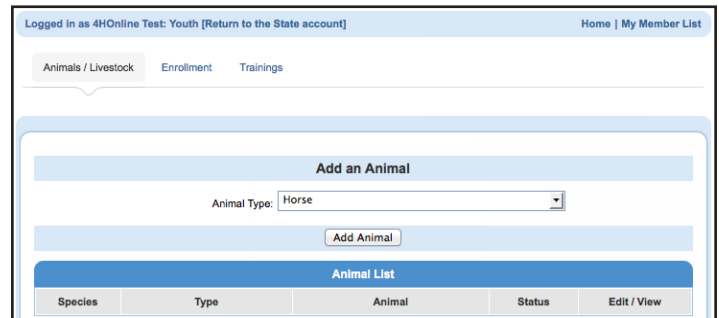 Logged in as 4HOnline Test: Youth [Return to the State account] Home | My Member List
Animals / Livestock Enrollment Trainings
Add an Animal
Animal Type: Horse
Add Animal
Animal List
Species Type Animal Status Edit / View